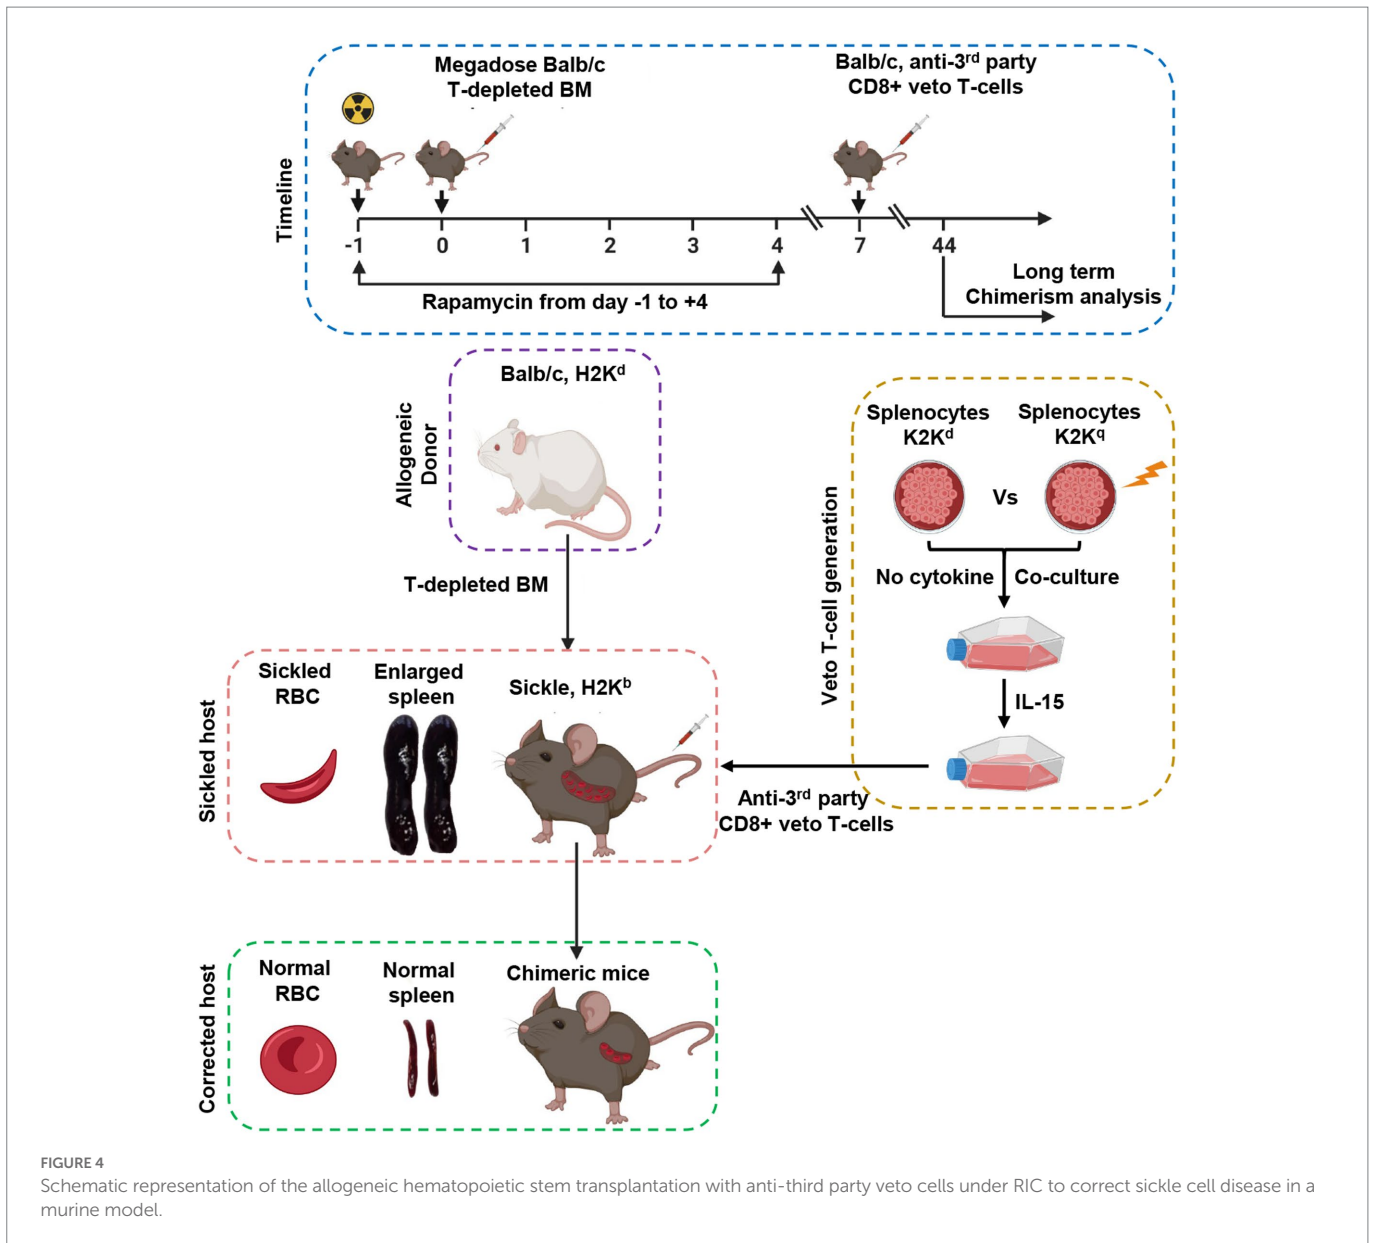 Timeline
Megadose Balb/c
T-depleted BM
Balb/c, anti-3rd party
CD8+ veto T-cells
-1 0 1 2 3 4 7 44
Rapamycin from day -1 to +4
Long term
Chimerism analysis
Allogeneic
Donor
Balb/c, H2Kd
T-depleted BM
Veto T-cell generation
Splenocytes
K2Kd
Splenocytes
K2Kq
Vs
No cytokine
Co-culture
IL-15
Anti-3rd party
CD8+ veto T-cells
Sickled host
Sickled
RBC
Enlarged
spleen
Sickle, H2Kb
Corrected host
Normal
RBC
Normal
spleen
Chimeric mice
FIGURE 4
Schematic representation of the allogeneic hematopoietic stem transplantation with anti-third party veto cells under RIC to correct sickle cell disease in a
murine model.